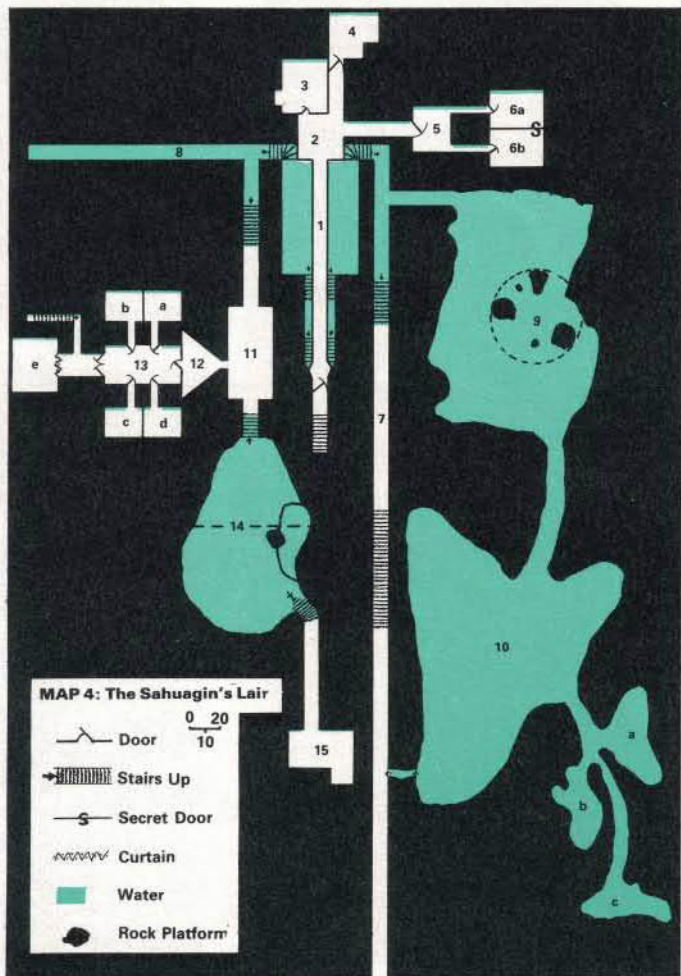 4
3
2
5
6a
S
6b
8
1
9
b
a
e
13
12
11
c
d
7
14
10
MAP 4: The Sahuagin's Lair
0 20
10
Door
Stairs Up
S
Secret Door
Curtain
Water
Rock Platform
15
a
b
c